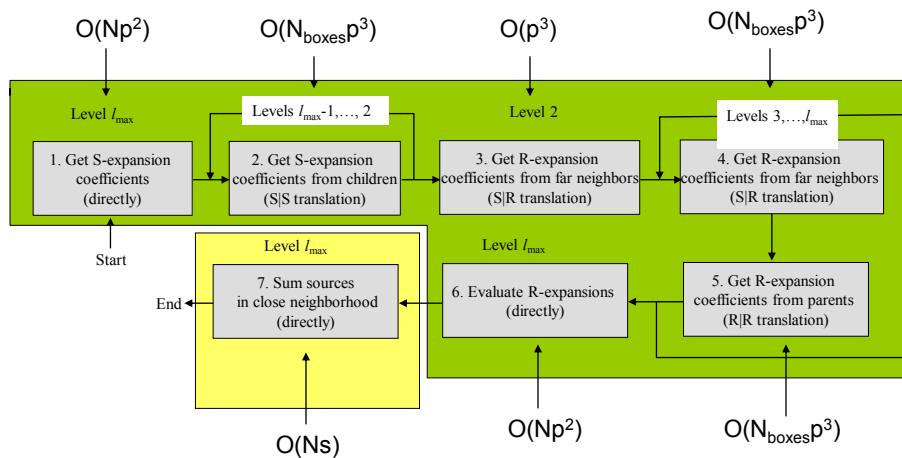 O(Np²)
O(N_boxes p³)
O(p³)
O(N_boxes p³)
Level l_max
Levels l_max-1,…, 2
Level 2
Levels 3,…,l_max
1. Get S-expansion
coefficients
(directly)
2. Get S-expansion
coefficients from children
(S|S translation)
3. Get R-expansion
coefficients from far neighbors
(S|R translation)
4. Get R-expansion
coefficients from far neighbors
(S|R translation)
Start
Level l_max
Level l_max
End
7. Sum sources
in close neighborhood
(directly)
6. Evaluate R-expansions
(directly)
5. Get R-expansion
coefficients from parents
(R|R translation)
O(Ns)
O(Np²)
O(N_boxes p³)